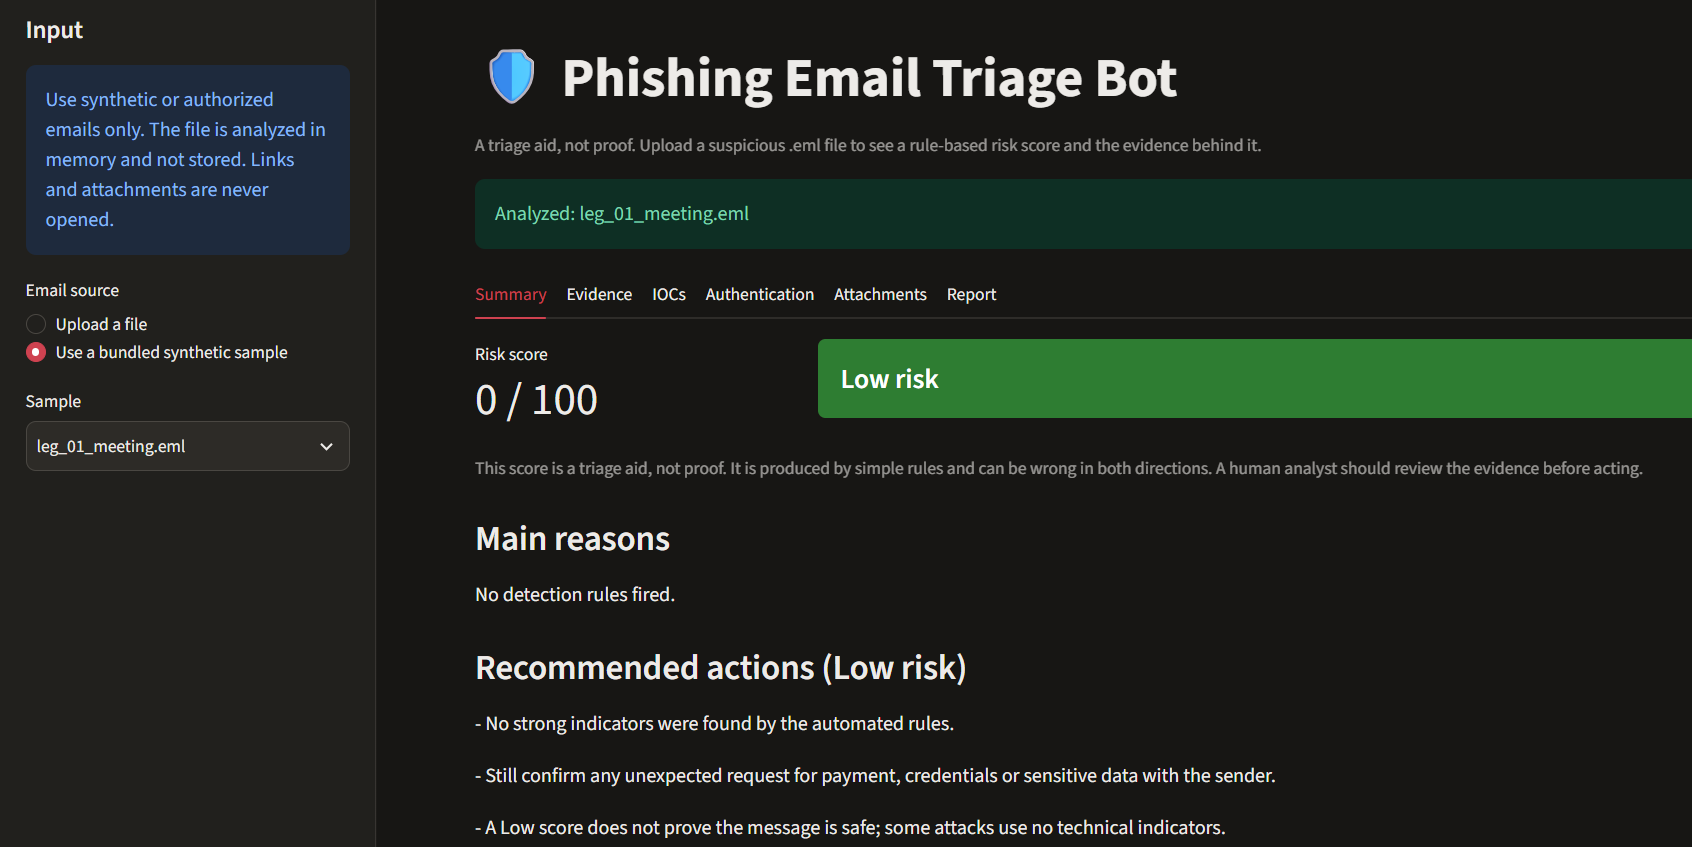 Input
Use synthetic or authorized
emails only. The file is analyzed in
memory and not stored. Links
and attachments are never
opened.
Email source
Upload a file
Use a bundled synthetic sample
Sample
leg_01_meeting.eml
Phishing Email Triage Bot
A triage aid, not proof. Upload a suspicious .eml file to see a rule-based risk score and the evidence behind it.
Analyzed: leg_01_meeting.eml
Summary Evidence IOCs Authentication Attachments Report
Risk score
0 / 100
Low risk
This score is a triage aid, not proof. It is produced by simple rules and can be wrong in both directions. A human analyst should review the evidence before acting.
Main reasons
No detection rules fired.
Recommended actions (Low risk)
- No strong indicators were found by the automated rules.
- Still confirm any unexpected request for payment, credentials or sensitive data with the sender.
- A Low score does not prove the message is safe; some attacks use no technical indicators.